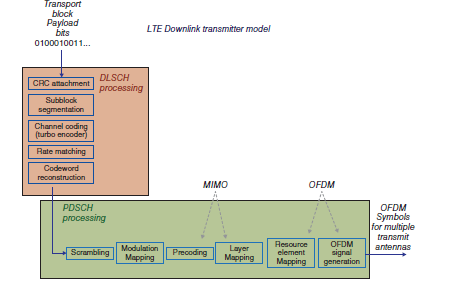 Transport
block
Payload
bits
0100010011...
LTE Downlink transmitter model
DLSCH
processing
CRC attachment
Subblock
segmentation
Channel coding
(turbo encoder)
Rate matching
Codeword
reconstruction
MIMO
OFDM
PDSCH
processing
Scrambling
Modulation
Mapping
Precoding
Layer
Mapping
Resource
element
Mapping
OFDM
signal
generation
OFDM
Symbols
for multiple
transmit
antennas